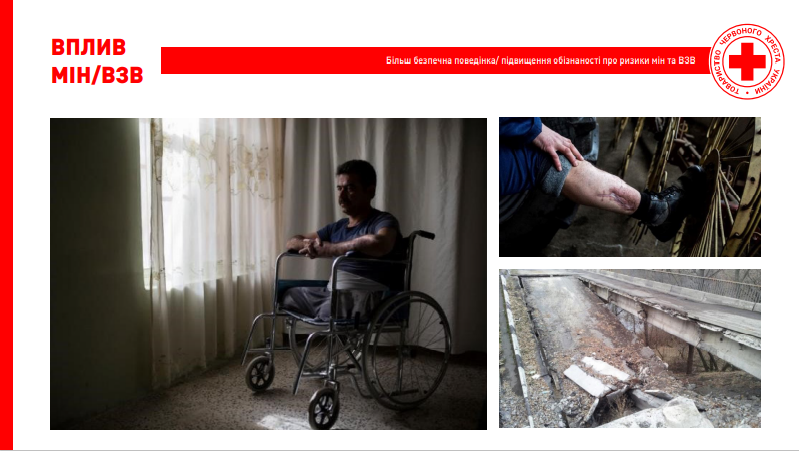 ВПЛИВ
МІН/ВЗВ
Більш безпечна поведінка/ підвищення обізнаності про ризики мін та ВЗВ
ТОВАРИСТВО ЧЕРВОНОГО ХРЕСТА УКРАЇНИ